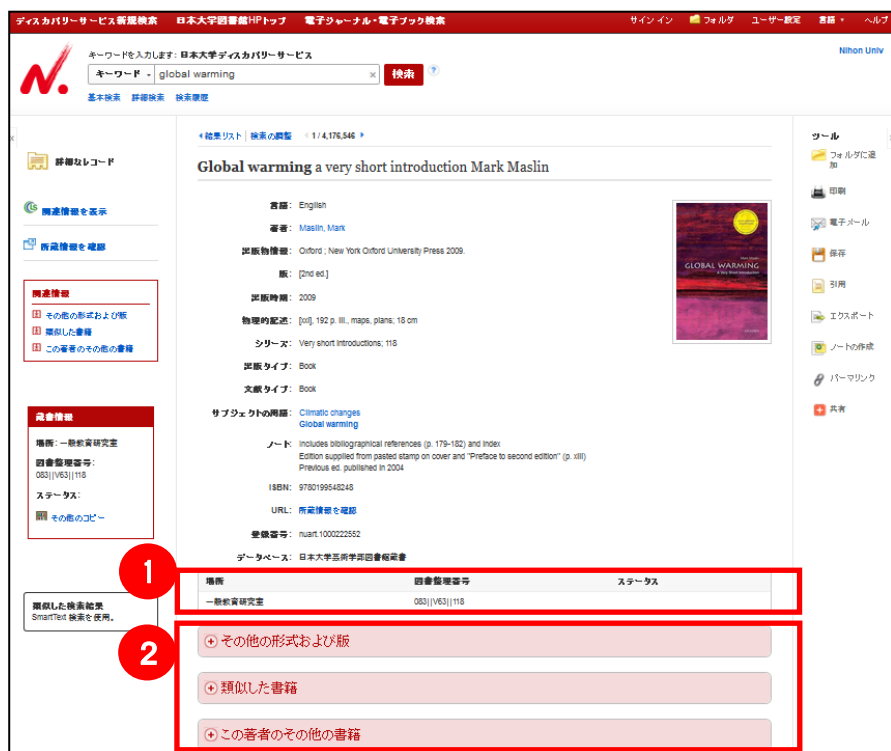 ディスカバリーサービス新規検索 日本大学図書館HPトップ 電子ジャーナル・電子ブック検索 サインイン フォルダ ユーザー設定 言語 ヘルプ
キーワードを入力します: 日本大学ディスカバリーサービス
Nihon Univ
キーワード global warming × 検索 ?
基本検索 詳細検索 検索履歴
結果リスト 検索の調整 1 / 4,176,546
ツール
詳細なレコード
関連情報を表示
所蔵情報を確認
関連情報
その他の形式および版
類似した書籍
この著者のその他の書籍
蔵書情報
場所: 一般教育研究室
図書整理番号:
083||V63||118
ステータス:
その他のコピー
類似した検索結果
SmartText 検索を使用。
Global warming a very short introduction Mark Maslin
言語: English
著者: Maslin, Mark
出版物情報: Oxford ; New York Oxford University Press 2009.
版: [2nd ed.]
出版時期: 2009
物理的記述: [xxi], 192 p. ill., maps, plans; 18 cm
シリーズ: Very short introductions; 118
出版タイプ: Book
文献タイプ: Book
サブジェクトの用語: Climatic changes
Global warming
ノート: Includes bibliographical references (p. 179-182) and index
Edition supplied from pasted stamp on cover and "Preface to second edition" (p. xiii)
Previous ed. published in 2004
ISBN: 9780199548248
URL: 所蔵情報を確認
登録番号: nuart.1000222552
データベース: 日本大学芸術学部図書館蔵書
GLOBAL WARMING
A Very Short Introduction
フォルダに追
加
印刷
電子メール
保存
引用
エクスポート
ノートの作成
パーマリンク
共有
1
場所 図書整理番号 ステータス
一般教育研究室 083||V63||118
2
その他の形式および版
類似した書籍
この著者のその他の書籍